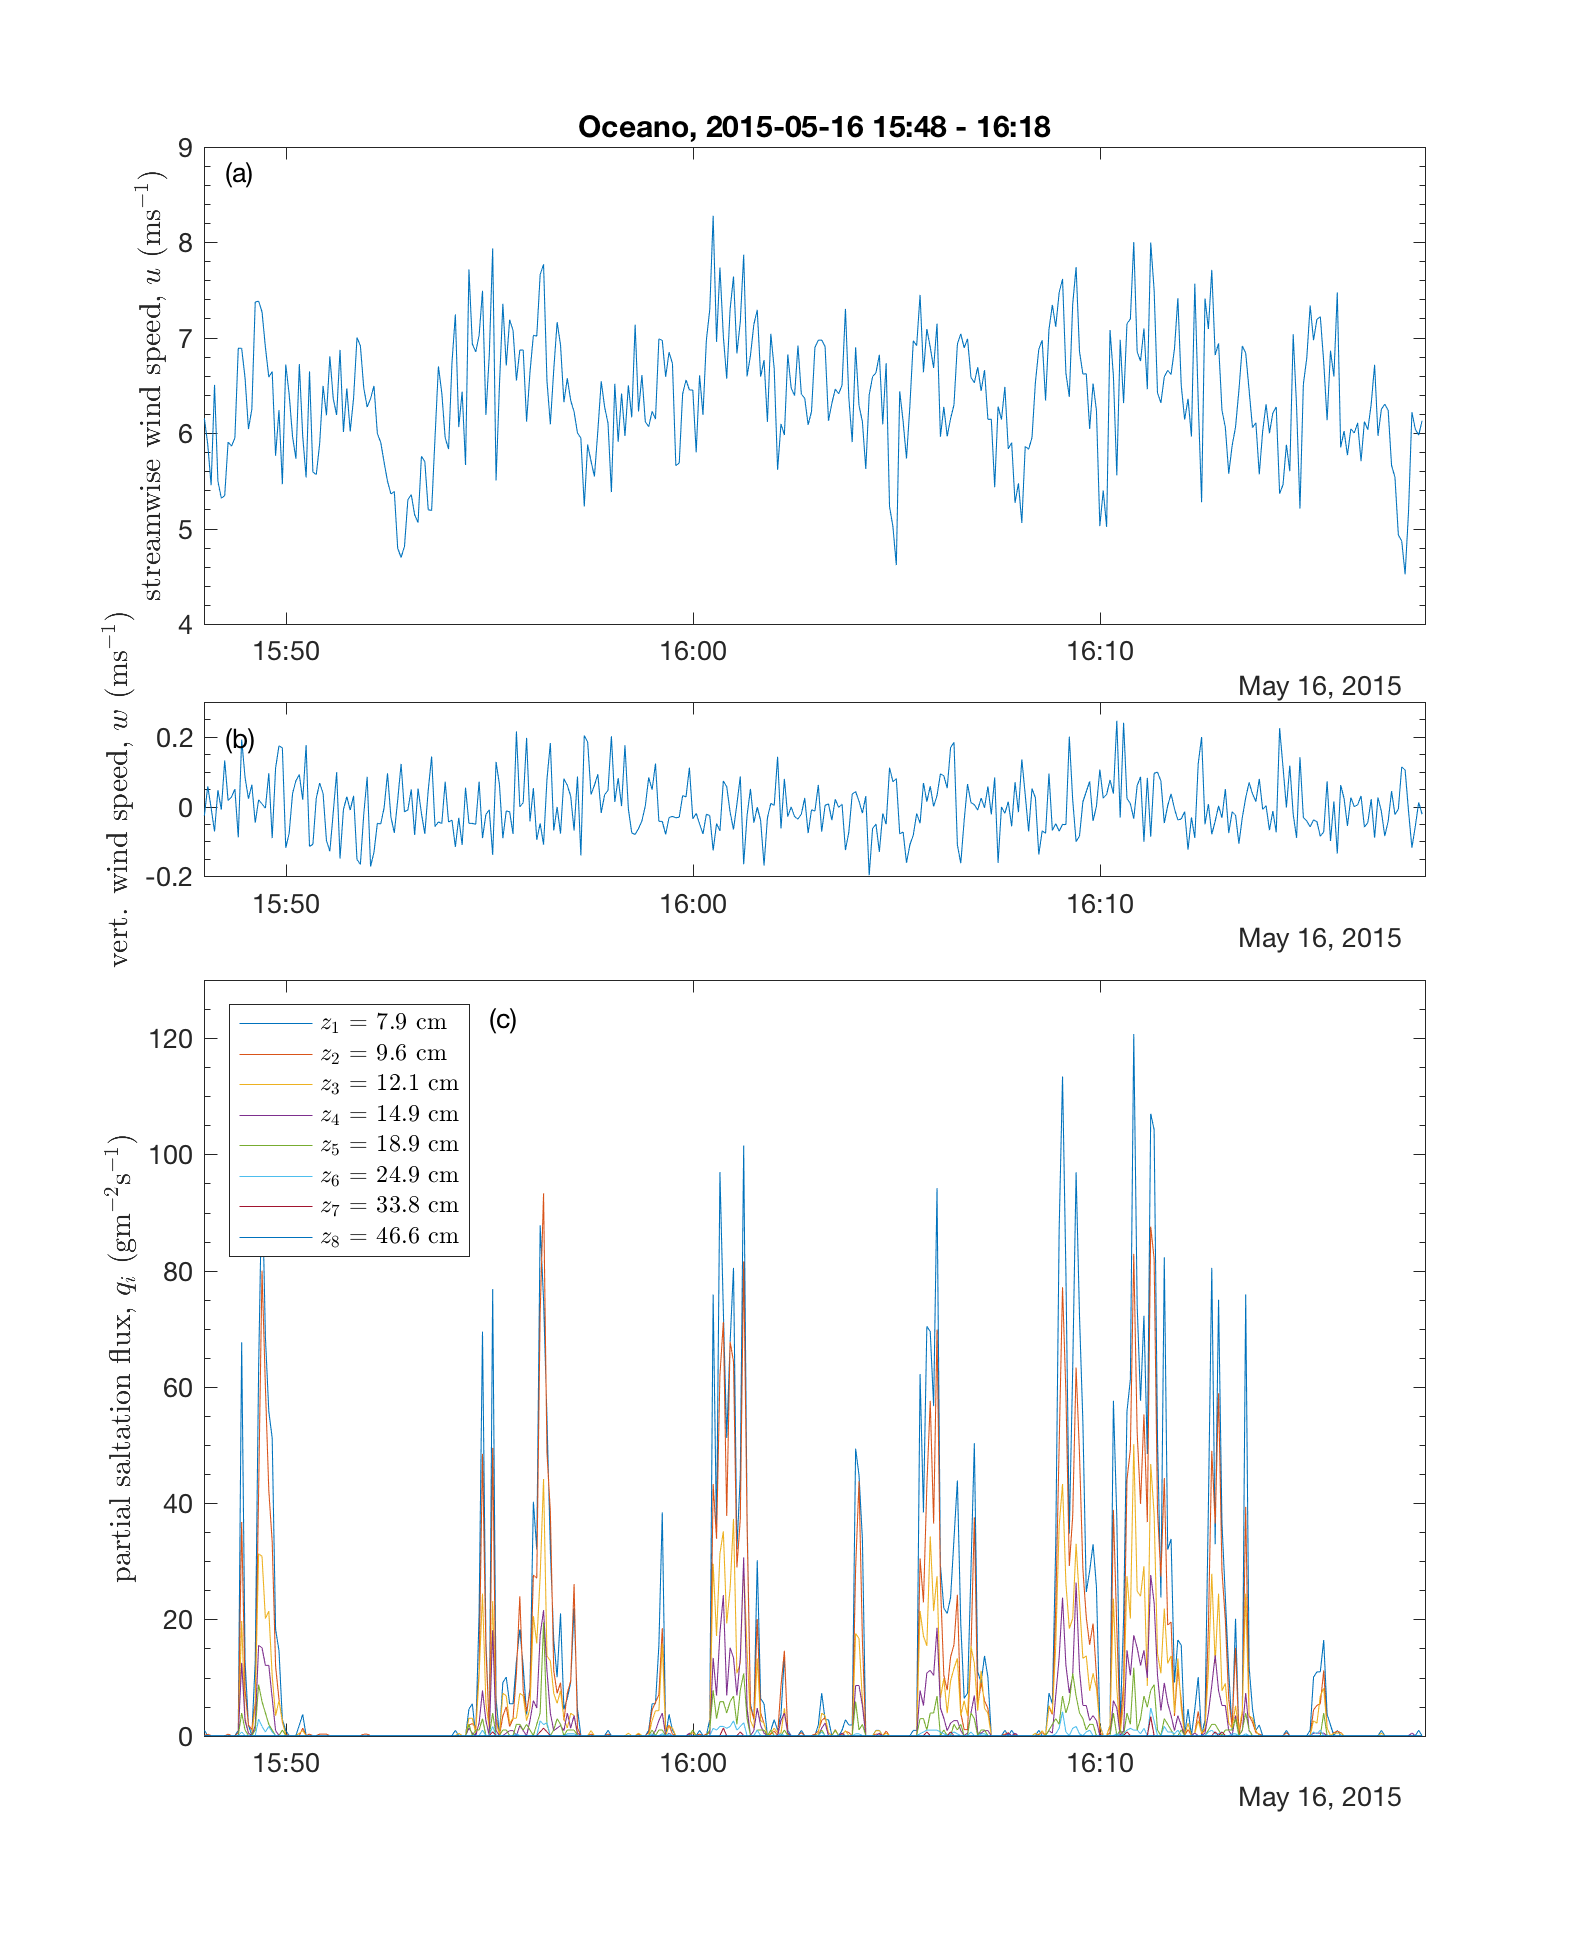 Oceano, 2015-05-16 15:48 - 16:18
(a)
streamwise wind speed, u (ms⁻¹)
9
8
7
6
5
4
15:50 16:00 16:10
May 16, 2015
(b)
vert. wind speed, w (ms⁻¹)
0.2
0
-0.2
15:50 16:00 16:10
May 16, 2015
(c)
partial saltation flux, qᵢ (gm⁻²s⁻¹)
z₁ = 7.9 cm
z₂ = 9.6 cm
z₃ = 12.1 cm
z₄ = 14.9 cm
z₅ = 18.9 cm
z₆ = 24.9 cm
z₇ = 33.8 cm
z₈ = 46.6 cm
120
100
80
60
40
20
0
15:50 16:00 16:10
May 16, 2015